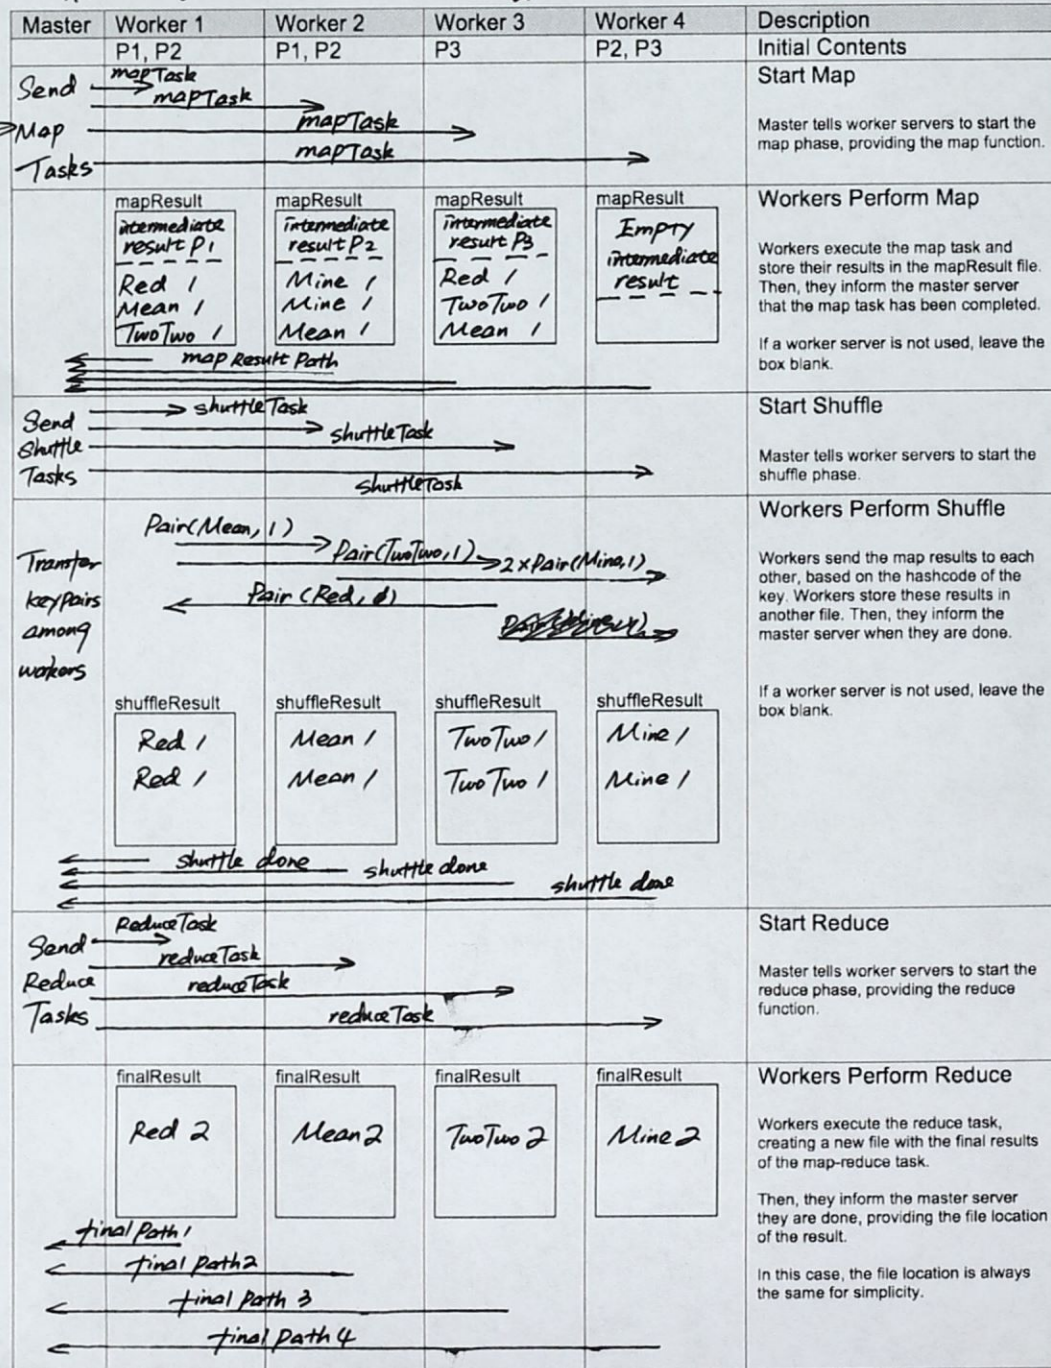 Master Worker 1 Worker 2 Worker 3 Worker 4 Description
P1, P2 P1, P2 P3 P2, P3 Initial Contents
Send
Map
Tasks
mapTask
mapTask
mapTask
mapTask
Start Map
Master tells worker servers to start the
map phase, providing the map function.
mapResult
intermediate
result P1
Red 1
Mean 1
TwoTwo 1
mapResult
intermediate
result P2
Mine 1
Mine 1
Mean 1
mapResult
intermediate
result P3
Red 1
TwoTwo 1
Mean 1
mapResult
Empty
intermediate
result
map Result Path
Workers Perform Map
Workers execute the map task and
store their results in the mapResult file.
Then, they inform the master server
that the map task has been completed.
If a worker server is not used, leave the
box blank.
Send
Shuttle
Tasks
shuttleTask
shuttleTask
shuttleTask
Start Shuffle
Master tells worker servers to start the
shuffle phase.
Transfer
keypairs
among
workers
Pair(Mean, 1)
Pair(TwoTwo, 1)
2 x Pair(Mine, 1)
Pair (Red,
shuffleResult
Red 1
Red 1
shuffleResult
Mean 1
Mean 1
shuffleResult
TwoTwo 1
TwoTwo 1
shuffleResult
Mine 1
Mine 1
shuttle done
shuttle done
shuttle done
Workers Perform Shuffle
Workers send the map results to each
other, based on the hashcode of the
key. Workers store these results in
another file. Then, they inform the
master server when they are done.
If a worker server is not used, leave the
box blank.
Send
Reduce
Tasks
ReduceTask
reduceTask
reduceTask
reduceTask
Start Reduce
Master tells worker servers to start the
reduce phase, providing the reduce
function.
finalResult
Red 2
finalResult
Mean 2
finalResult
TwoTwo 2
finalResult
Mine 2
final Path 1
final Path 2
final Path 3
final Path 4
Workers Perform Reduce
Workers execute the reduce task,
creating a new file with the final results
of the map-reduce task.
Then, they inform the master server
they are done, providing the file location
of the result.
In this case, the file location is always
the same for simplicity.